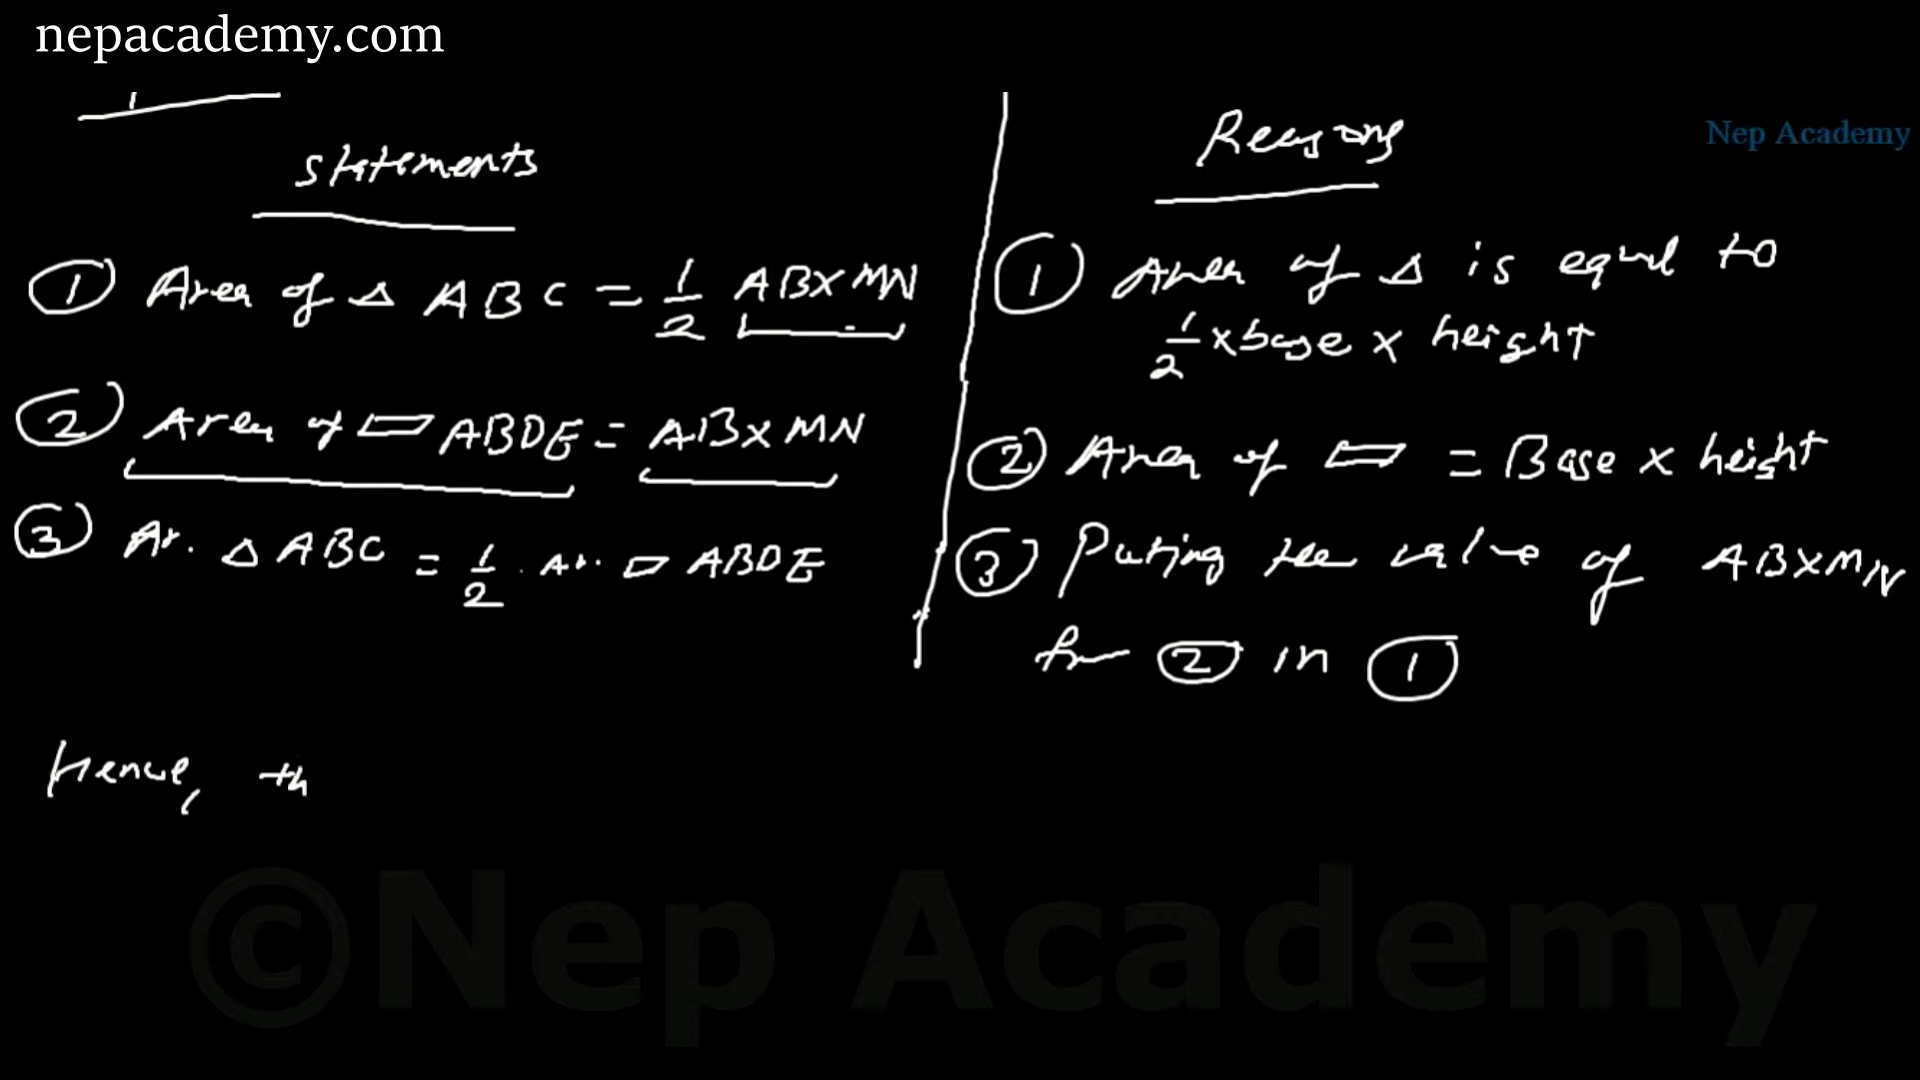 nepacademy.com
Nep Academy
Statements
① Area of △ ABC = 1/2 AB×MN
② Area of ▱ ABDE = AB×MN
③ Ar. △ ABC = 1/2 . Ar. ▱ ABDE
Hence, th
Reasons
① Area of △ is equal to
1/2 × base × height
② Area of ▱ = Base × height
③ Puting the value of AB×MN
for ② in ①
©Nep Academy